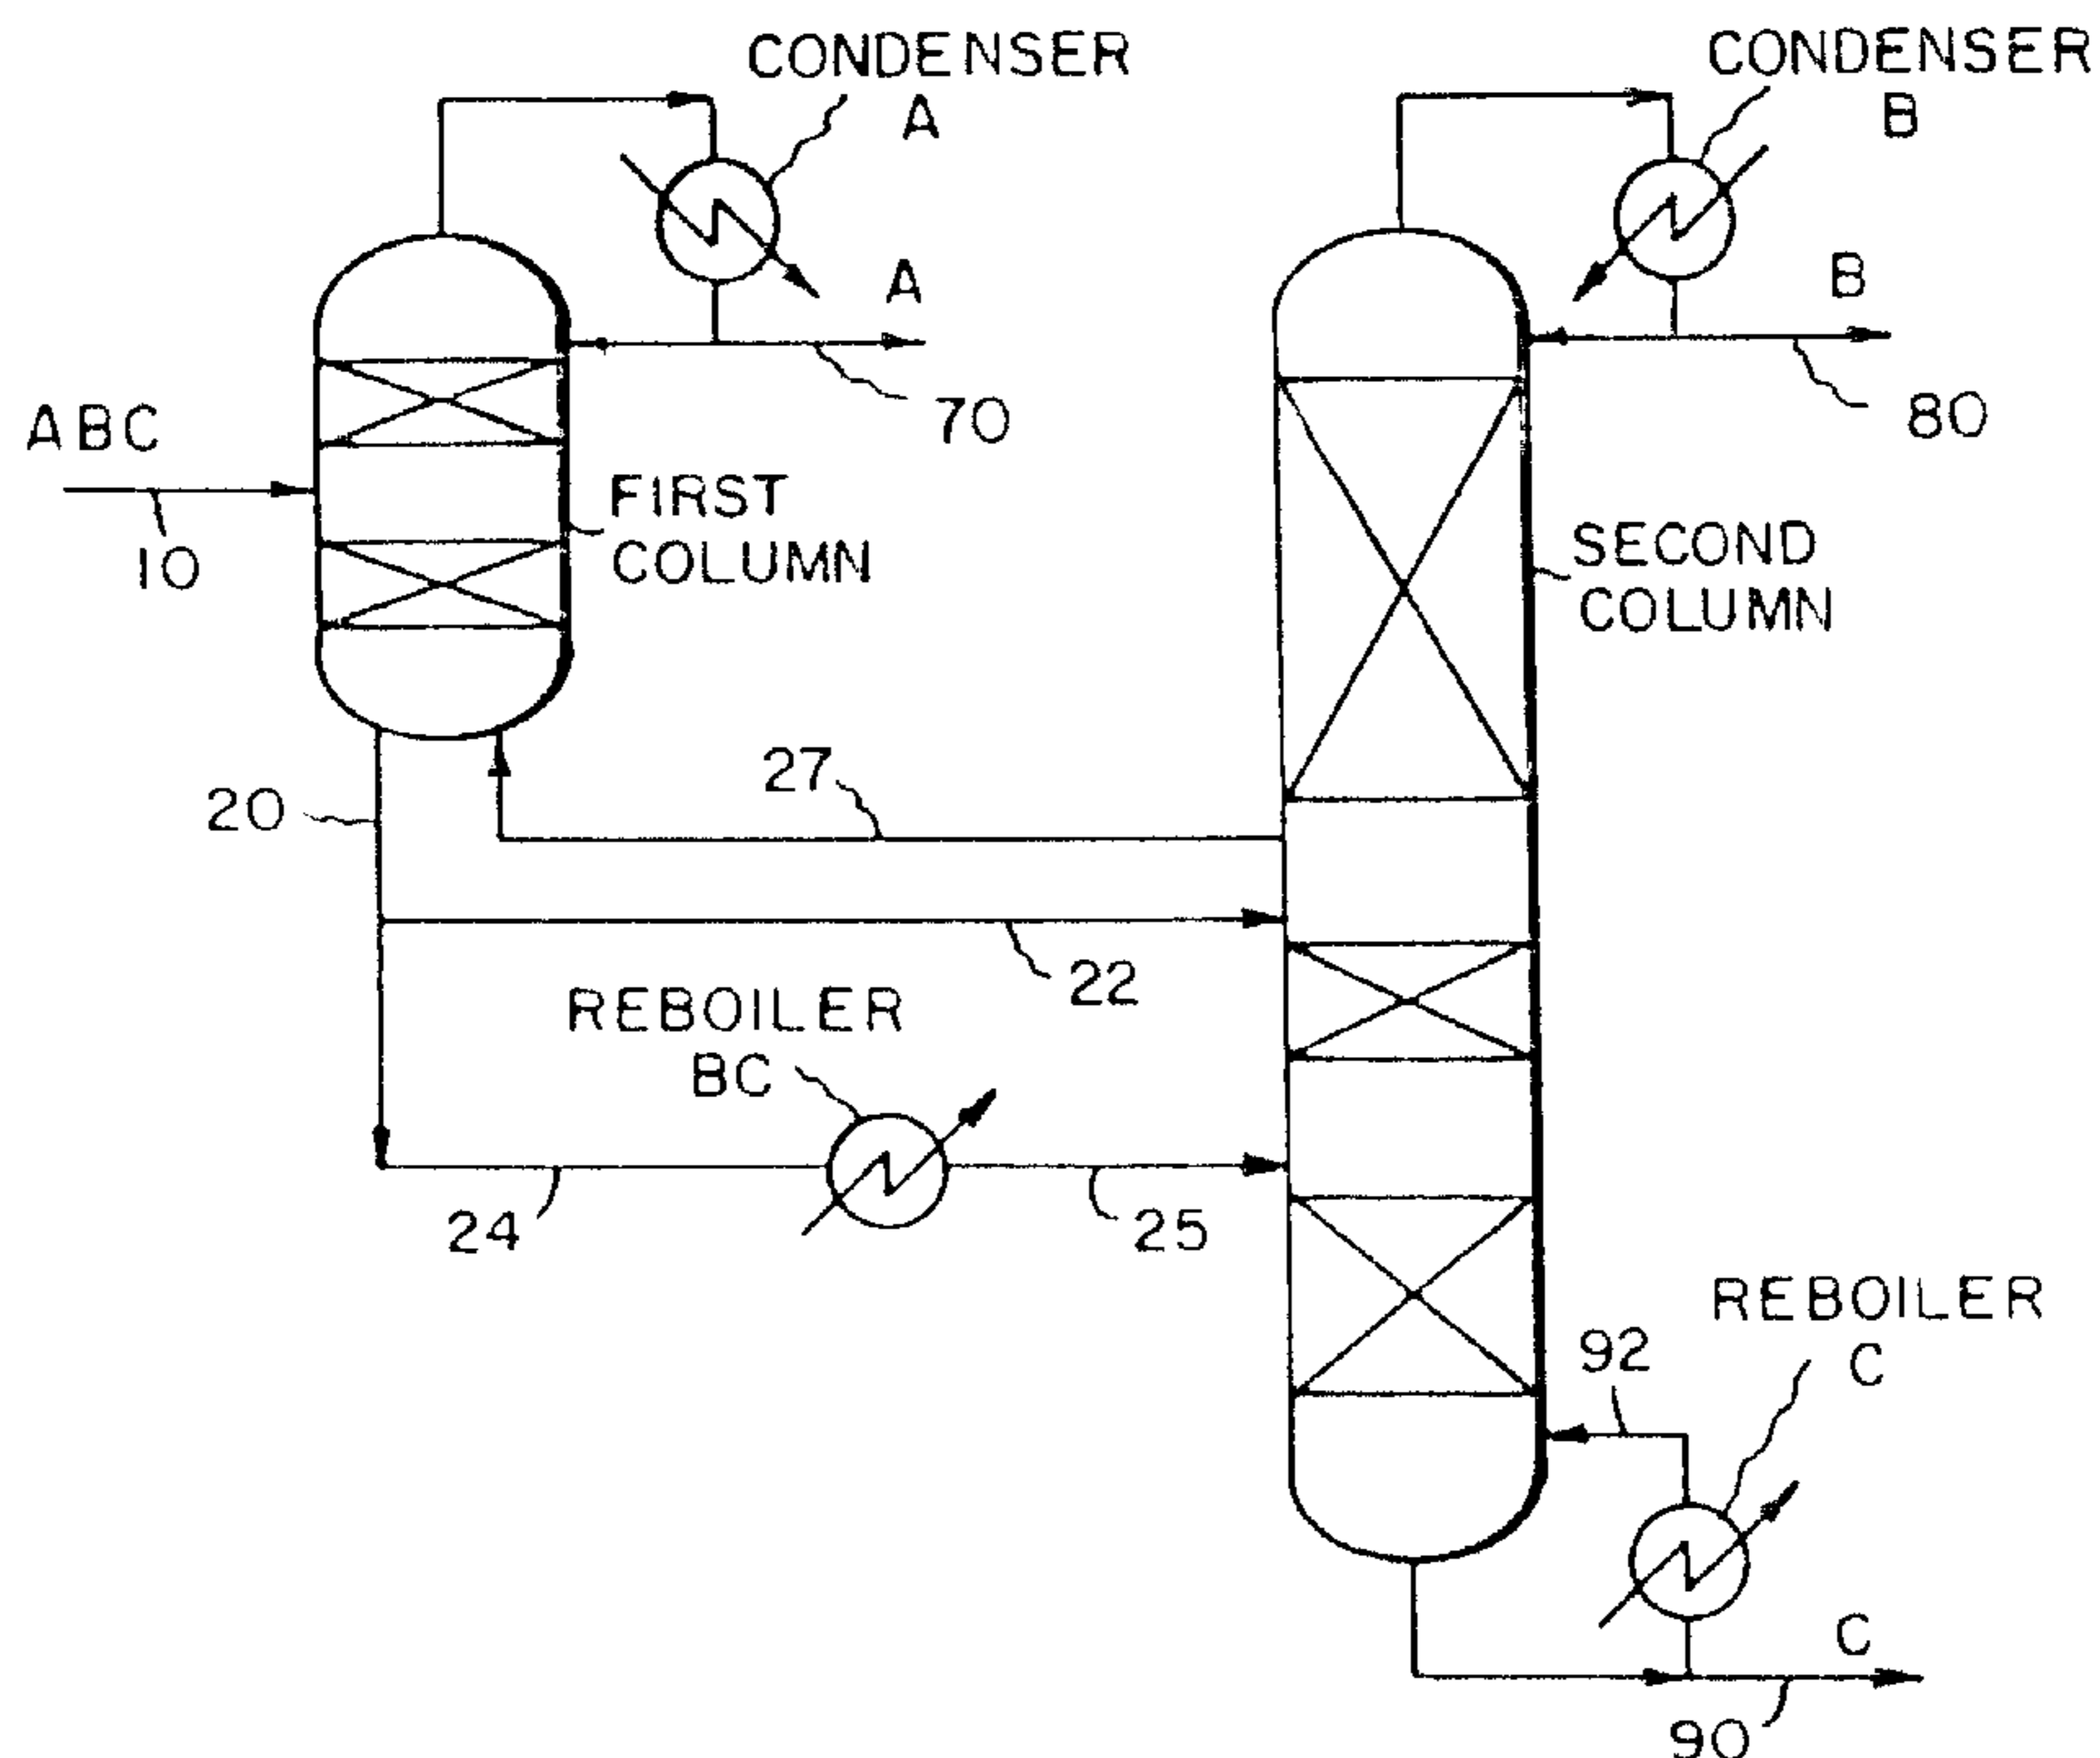 CONDENSER
A
CONDENSER
B
A
B
70
80
ABC
10
FIRST
COLUMN
SECOND
COLUMN
27
20
22
REBOILER
BC
24
25
REBOILER
C
92
C
90